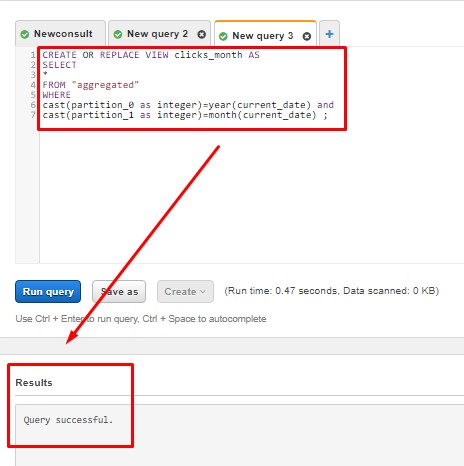 Newconsult New query 2 New query 3 +
1 CREATE OR REPLACE VIEW clicks_month AS
2 SELECT
3 *
4 FROM "aggregated"
5 WHERE
6 cast(partition_0 as integer)=year(current_date) and
7 cast(partition_1 as integer)=month(current_date) ;
Run query Save as Create (Run time: 0.47 seconds, Data scanned: 0 KB)
Use Ctrl + Enter to run query, Ctrl + Space to autocomplete
Results
Query successful.